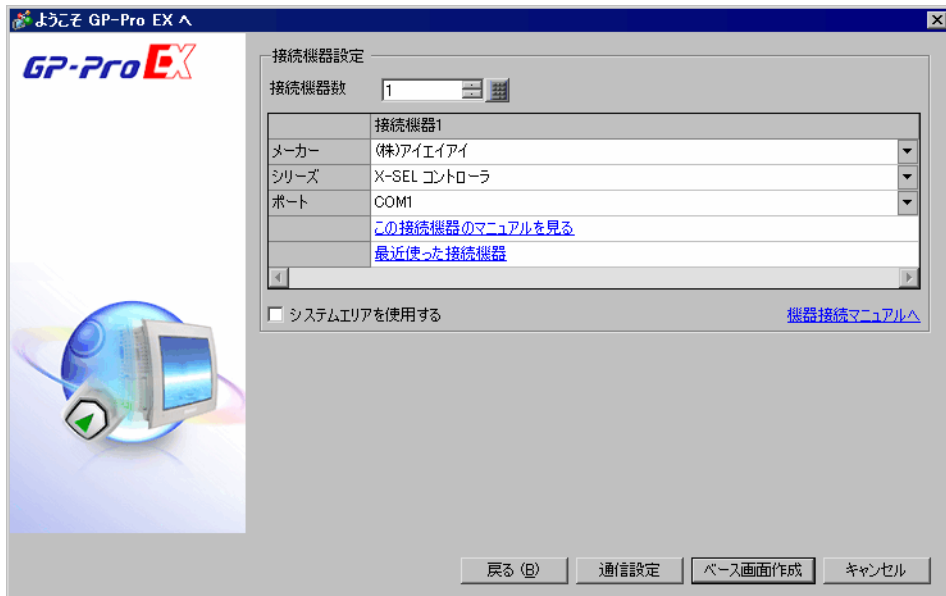 ようこそ GP-Pro EX へ
GP-Pro EX
接続機器設定
接続機器数 1
接続機器1
メーカー (株)アイエイアイ
シリーズ X-SEL コントローラ
ポート COM1
この接続機器のマニュアルを見る
最近使った接続機器
システムエリアを使用する 機器接続マニュアルへ
戻る (B) 通信設定 ベース画面作成 キャンセル